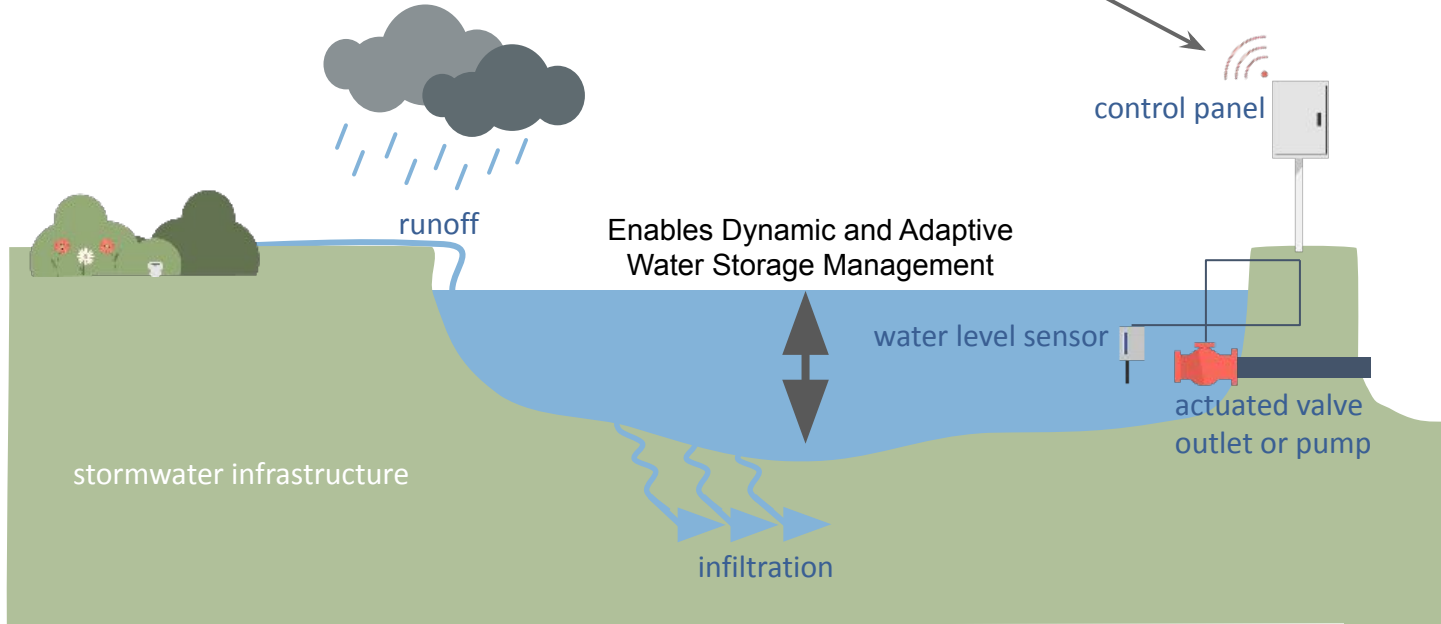 control panel
runoff
Enables Dynamic and Adaptive
Water Storage Management
water level sensor
actuated valve
outlet or pump
stormwater infrastructure
infiltration